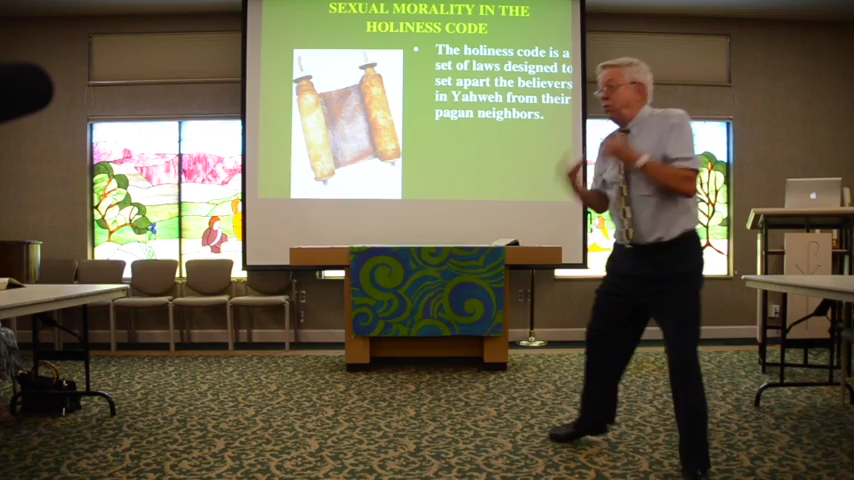 SEXUAL MORALITY IN THE
HOLINESS CODE
• The holiness code is a
set of laws designed to
set apart the believers
in Yahweh from their
pagan neighbors.